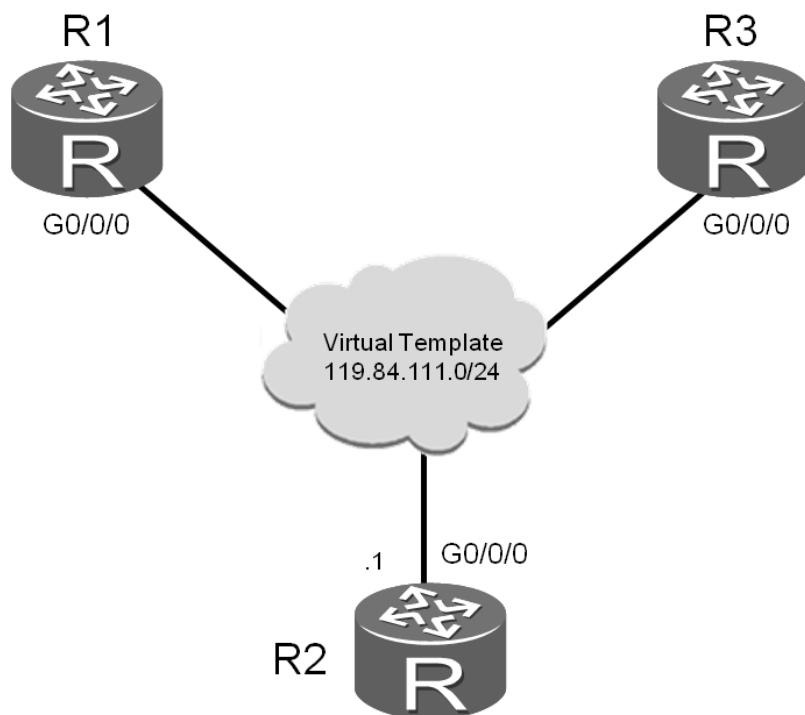 R1
R3
R
R
G0/0/0
G0/0/0
Virtual Template
119.84.111.0/24
.1
G0/0/0
R2
R